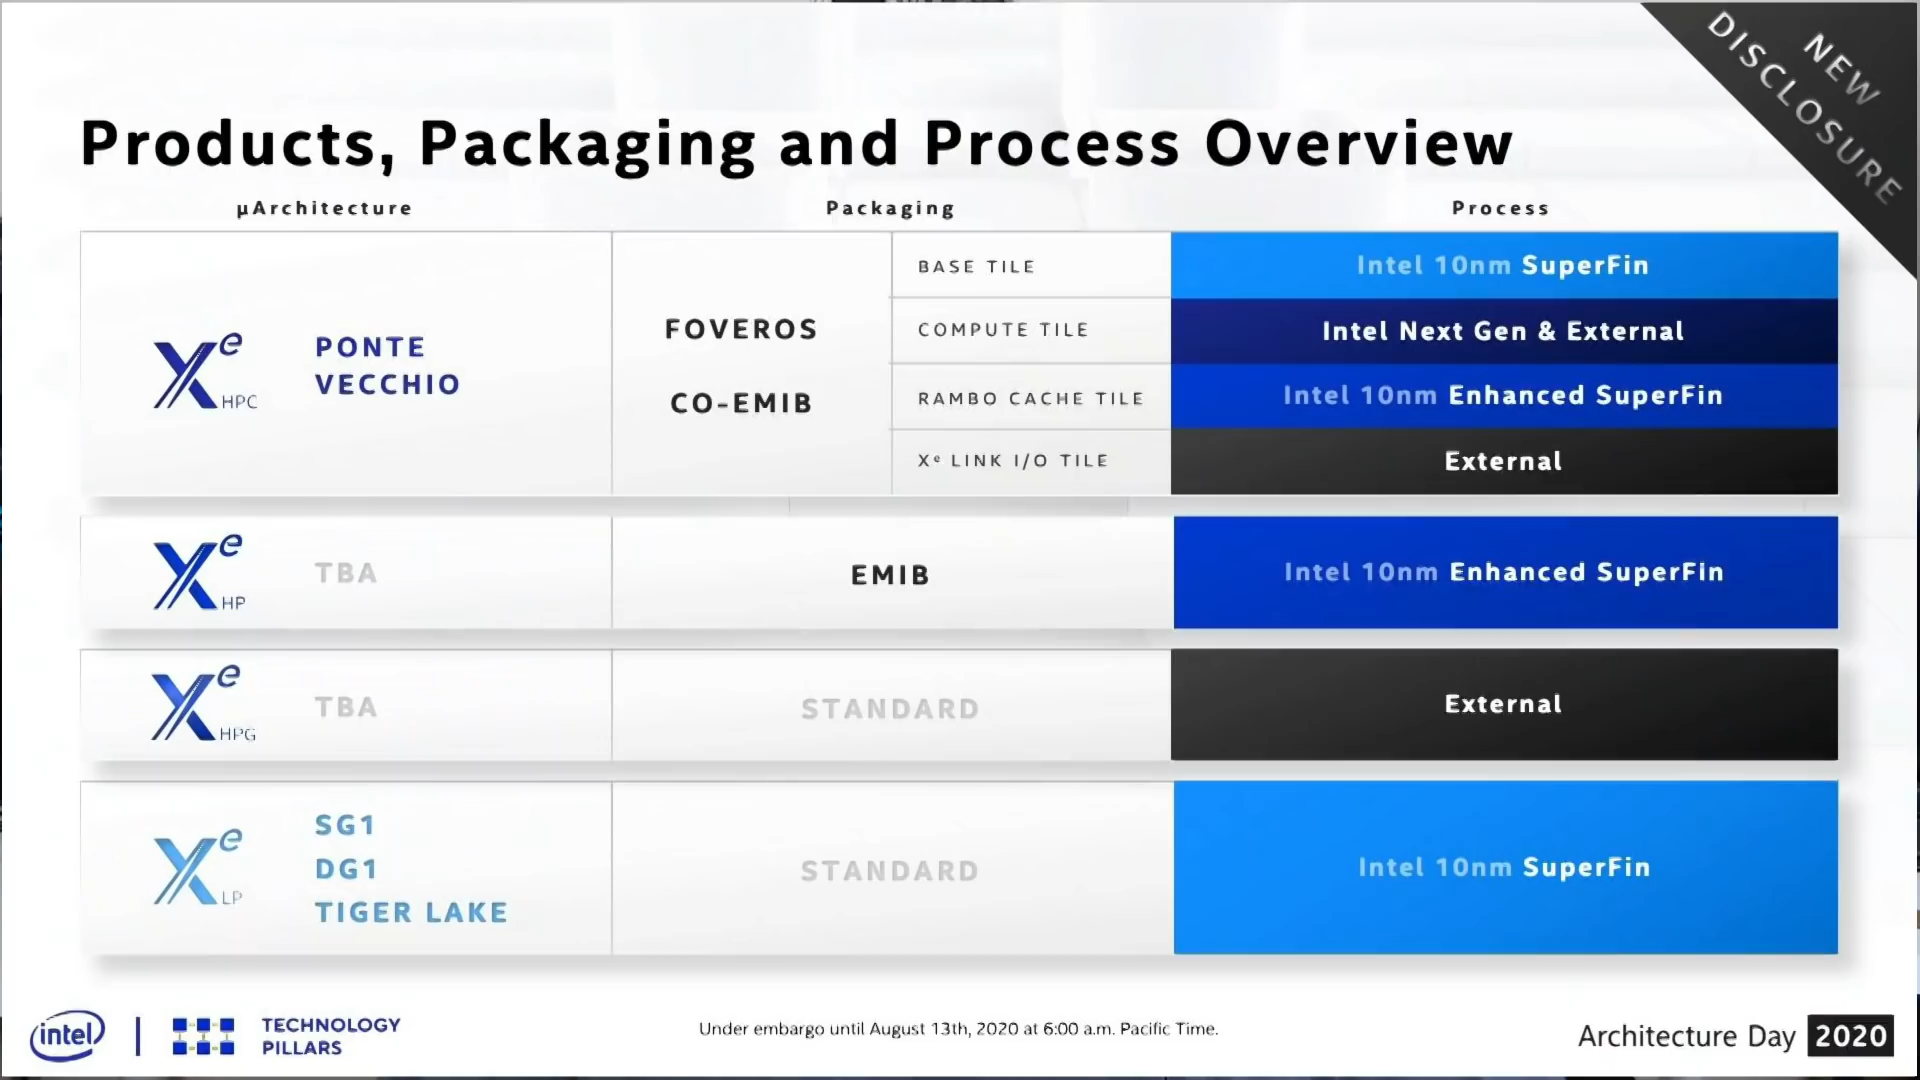 NEW
DISCLOSURE
Products, Packaging and Process Overview
µArchitecture
Packaging
Process
Xe HPC
PONTE
VECCHIO
FOVEROS
CO-EMIB
BASE TILE
Intel 10nm SuperFin
COMPUTE TILE
Intel Next Gen & External
RAMBO CACHE TILE
Intel 10nm Enhanced SuperFin
Xe LINK I/O TILE
External
Xe HP
TBA
EMIB
Intel 10nm Enhanced SuperFin
Xe HPG
TBA
STANDARD
External
Xe LP
SG1
DG1
TIGER LAKE
STANDARD
Intel 10nm SuperFin
intel
TECHNOLOGY
PILLARS
Under embargo until August 13th, 2020 at 6:00 a.m. Pacific Time.
Architecture Day 2020